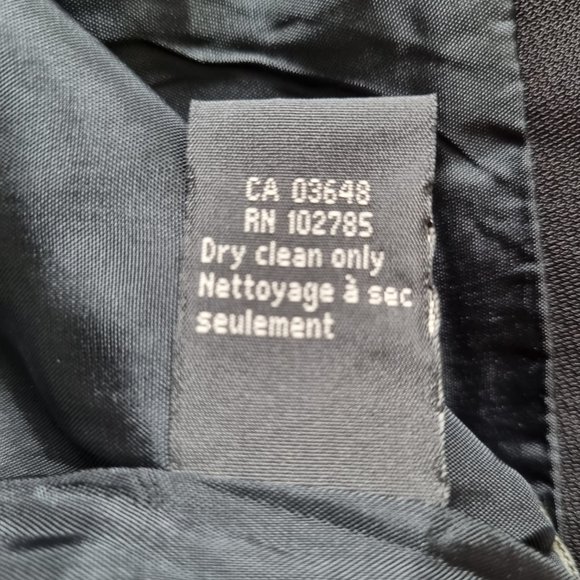 CA 03648
RN 102785
Dry clean only
Nettoyage à sec
seulement